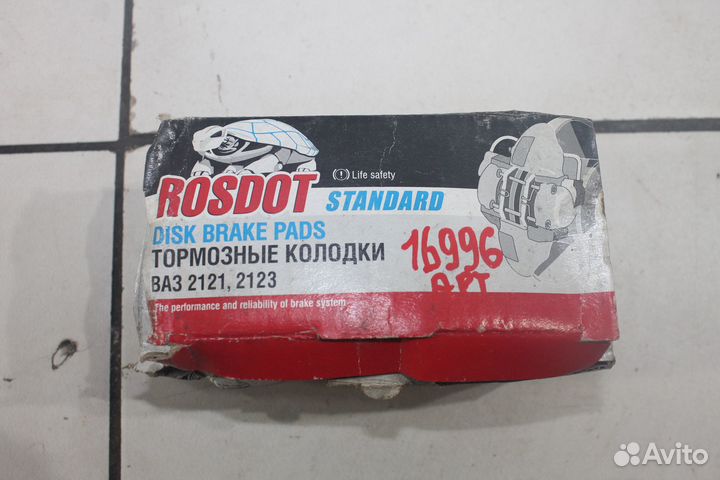 Life safety
ROSDOT STANDARD
DISK BRAKE PADS
ТОРМОЗНЫЕ КОЛОДКИ
ВАЗ 2121, 2123
The performance and reliability of brake system
16996
АРТ
Avito